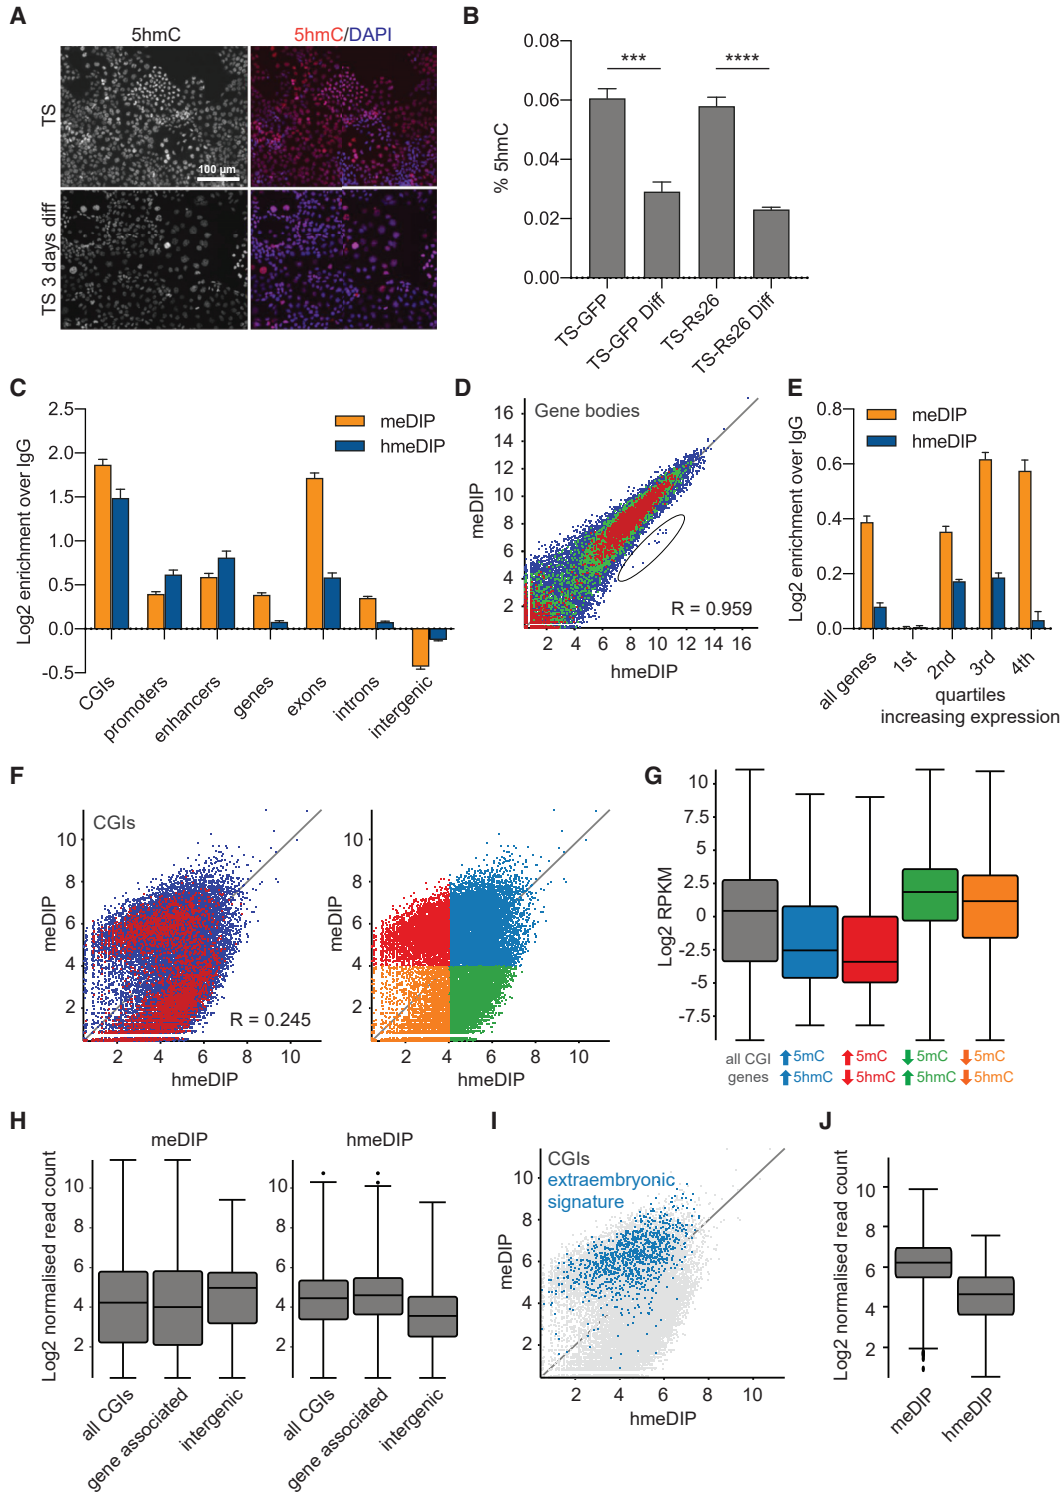 A
5hmC
5hmC/DAPI
TS
100 µm
TS 3 days diff
B
% 5hmC
0.08
0.06
0.04
0.02
0.00
***
****
TS-GFP
TS-GFP Diff
TS-Rs26
TS-Rs26 Diff
C
Log2 enrichment over IgG
2.5
2.0
1.5
1.0
0.5
0.0
-0.5
meDIP
hmeDIP
CGIs
promoters
enhancers
genes
exons
introns
intergenic
D
Gene bodies
meDIP
16
14
12
10
8
6
4
2
R = 0.959
2 4 6 8 10 12 14 16
hmeDIP
E
Log2 enrichment over IgG
0.8
0.6
0.4
0.2
0.0
meDIP
hmeDIP
all genes
1st
2nd
3rd
4th
quartiles
increasing expression
F
CGIs
meDIP
10
8
6
4
2
R = 0.245
2 4 6 8 10
hmeDIP
meDIP
10
8
6
4
2
2 4 6 8 10
hmeDIP
G
Log2 RPKM
10
7.5
5
2.5
0
-2.5
-5
-7.5
all CGI
genes
5mC
5hmC
5mC
5hmC
5mC
5hmC
5mC
5hmC
H
meDIP
hmeDIP
Log2 normalised read count
10
8
6
4
2
10
8
6
4
2
all CGIs
gene associated
intergenic
all CGIs
gene associated
intergenic
I
CGIs
extraembryonic
signature
meDIP
10
8
6
4
2
2 4 6 8 10
hmeDIP
J
Log2 normalised read count
10
8
6
4
2
meDIP
hmeDIP